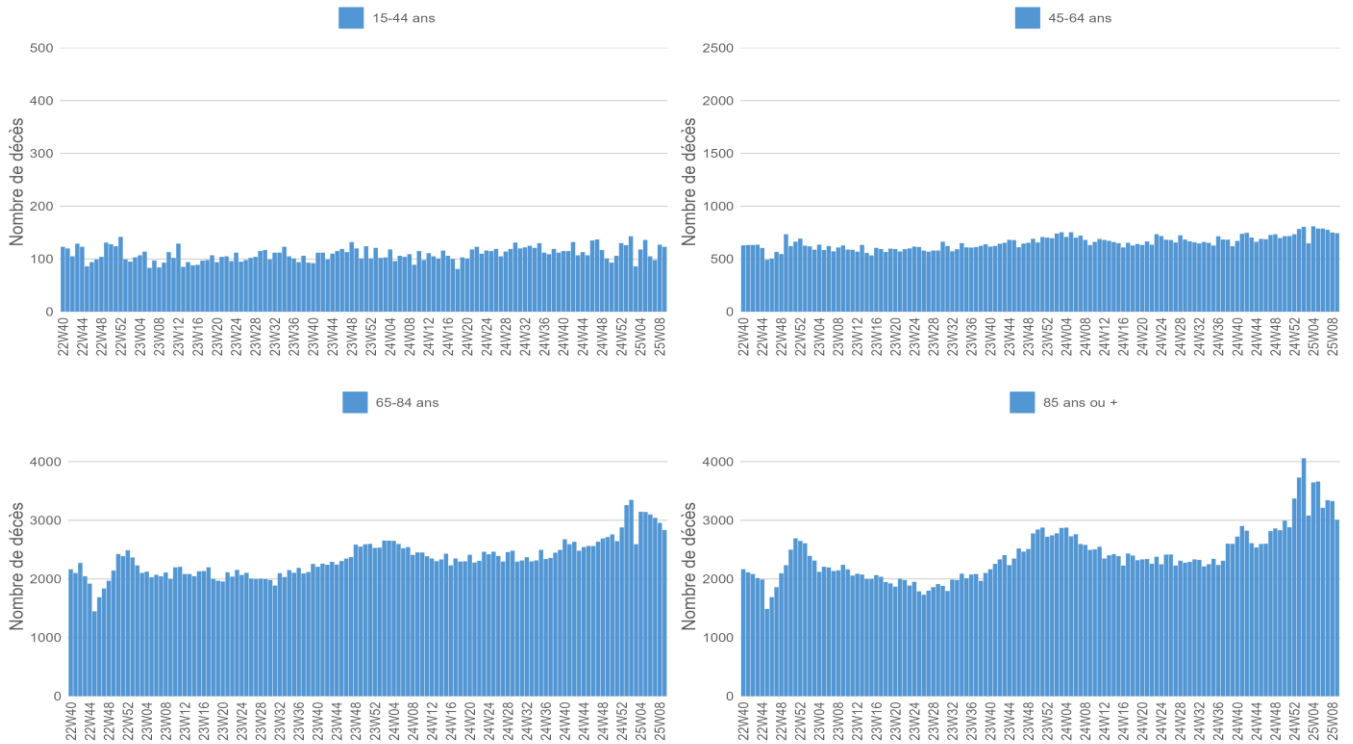 15-44 ans
Nombre de décès
500
400
300
200
100
0
22W40 22W44 22W48 22W52 23W04 23W08 23W12 23W16 23W20 23W24 23W28 23W32 23W36 23W40 23W44 23W48 23W52 24W04 24W08 24W12 24W16 24W20 24W24 24W28 24W32 24W36 24W40 24W44 24W48 24W52 25W04 25W08
45-64 ans
Nombre de décès
2500
2000
1500
1000
500
0
22W40 22W44 22W48 22W52 23W04 23W08 23W12 23W16 23W20 23W24 23W28 23W32 23W36 23W40 23W44 23W48 23W52 24W04 24W08 24W12 24W16 24W20 24W24 24W28 24W32 24W36 24W40 24W44 24W48 24W52 25W04 25W08
65-84 ans
Nombre de décès
4000
3000
2000
1000
0
22W40 22W44 22W48 22W52 23W04 23W08 23W12 23W16 23W20 23W24 23W28 23W32 23W36 23W40 23W44 23W48 23W52 24W04 24W08 24W12 24W16 24W20 24W24 24W28 24W32 24W36 24W40 24W44 24W48 24W52 25W04 25W08
85 ans ou +
Nombre de décès
4000
3000
2000
1000
0
22W40 22W44 22W48 22W52 23W04 23W08 23W12 23W16 23W20 23W24 23W28 23W32 23W36 23W40 23W44 23W48 23W52 24W04 24W08 24W12 24W16 24W20 24W24 24W28 24W32 24W36 24W40 24W44 24W48 24W52 25W04 25W08